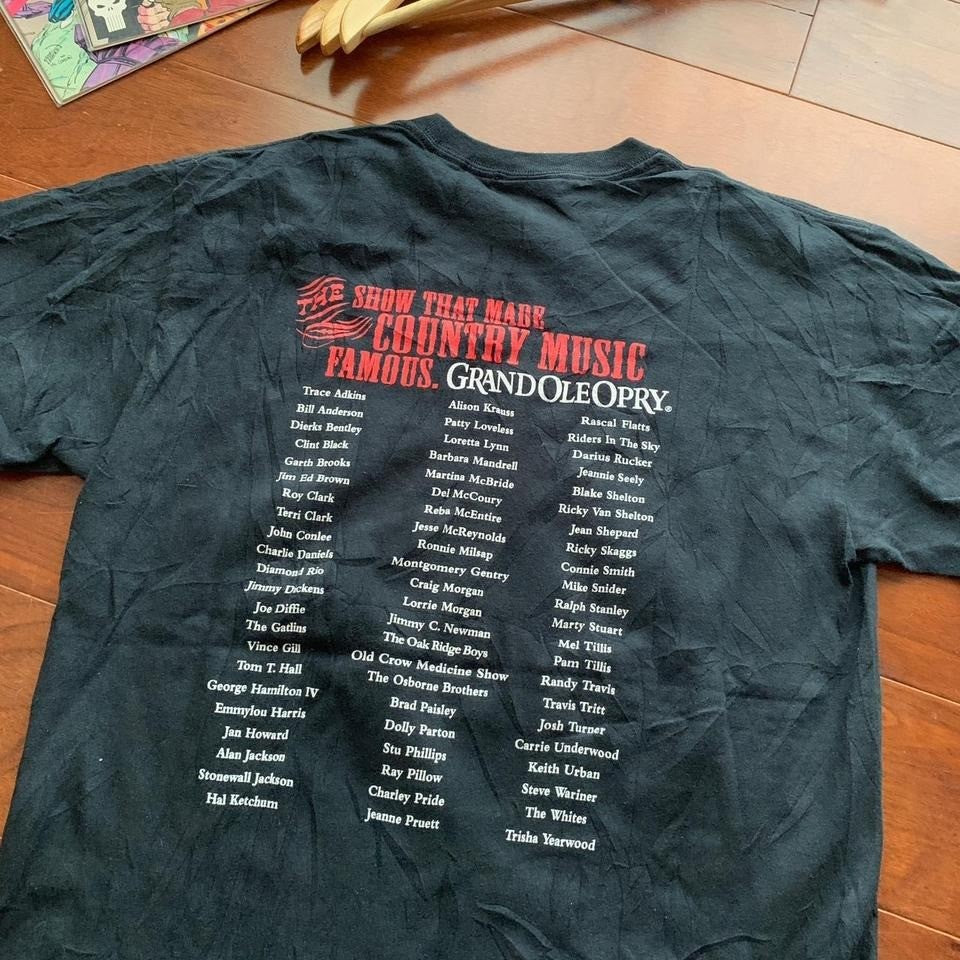 THE SHOW THAT MADE
COUNTRY MUSIC
FAMOUS. GRAND OLE OPRY®
Trace Adkins
Bill Anderson
Dierks Bentley
Clint Black
Garth Brooks
Jim Ed Brown
Roy Clark
Terri Clark
John Conlee
Charlie Daniels
Diamond Rio
Jimmy Dickens
Joe Diffie
The Gatlins
Vince Gill
Tom T. Hall
George Hamilton IV
Emmylou Harris
Jan Howard
Alan Jackson
Stonewall Jackson
Hal Ketchum
Alison Krauss
Patty Loveless
Loretta Lynn
Barbara Mandrell
Martina McBride
Del McCoury
Reba McEntire
Jesse McReynolds
Ronnie Milsap
Montgomery Gentry
Craig Morgan
Lorrie Morgan
Jimmy C. Newman
The Oak Ridge Boys
Old Crow Medicine Show
The Osborne Brothers
Brad Paisley
Dolly Parton
Stu Phillips
Ray Pillow
Charley Pride
Jeanne Pruett
Rascal Flatts
Riders In The Sky
Darius Rucker
Jeannie Seely
Blake Shelton
Ricky Van Shelton
Jean Shepard
Ricky Skaggs
Connie Smith
Mike Snider
Ralph Stanley
Marty Stuart
Mel Tillis
Pam Tillis
Randy Travis
Travis Tritt
Josh Turner
Carrie Underwood
Keith Urban
Steve Wariner
The Whites
Trisha Yearwood